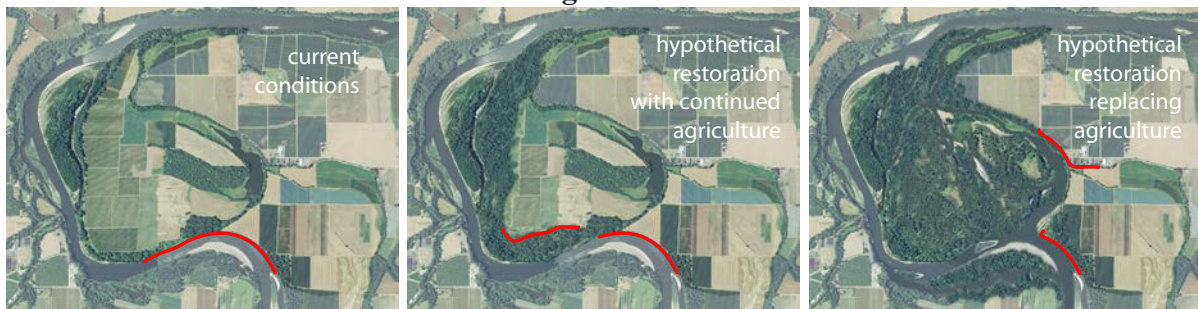 current
conditions
hypothetical
restoration
with continued
agriculture
hypothetical
restoration
replacing
agriculture